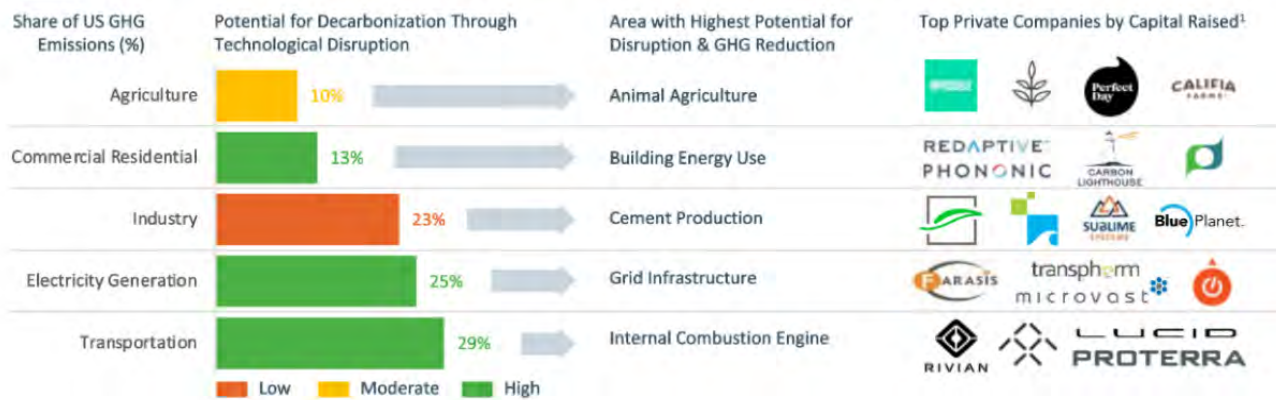 Share of US GHG
Emissions (%)
Potential for Decarbonization Through
Technological Disruption
Area with Highest Potential for
Disruption & GHG Reduction
Top Private Companies by Capital Raised¹
Agriculture
10%
Animal Agriculture
Perfect
Day
CALIFIA
FARMS
Commercial Residential
13%
Building Energy Use
REDAPTIVE
PHONONIC
CARBON
LIGHTHOUSE
Industry
23%
Cement Production
SUBLIME
SYSTEMS
Blue Planet.
Electricity Generation
25%
Grid Infrastructure
FARASIS
transphorm
microvast
Transportation
29%
Internal Combustion Engine
RIVIAN
LUCID
PROTERRA
Low
Moderate
High